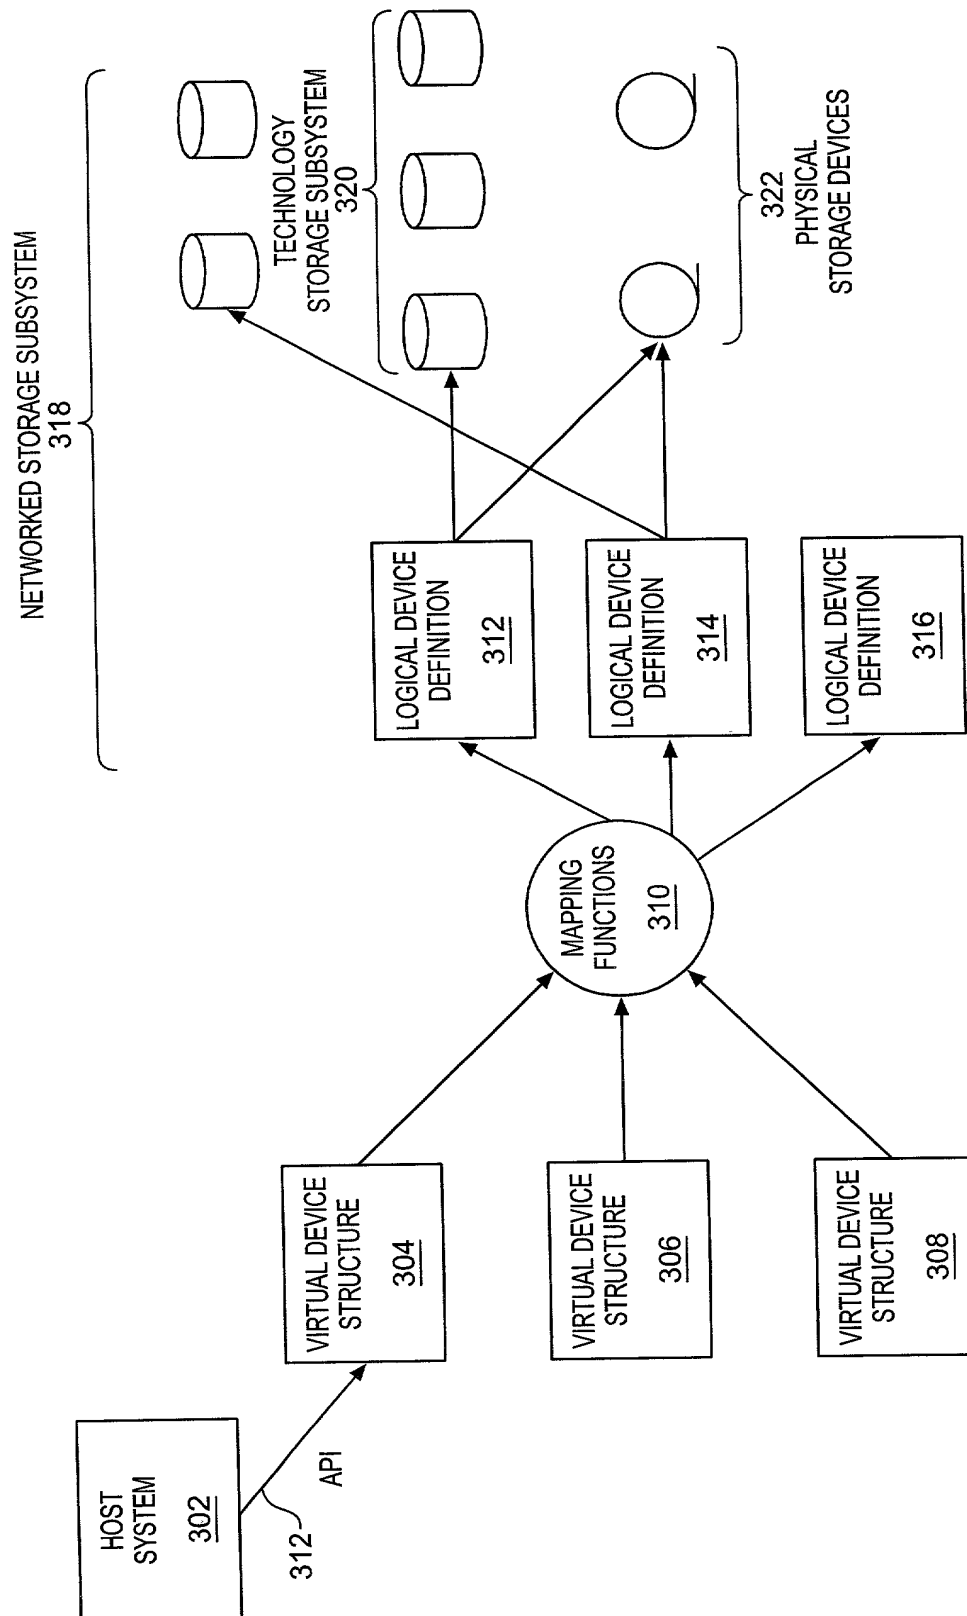 NETWORKED STORAGE SUBSYSTEM
318
TECHNOLOGY
STORAGE SUBSYSTEM
320
322
PHYSICAL
STORAGE DEVICES
LOGICAL DEVICE
DEFINITION
312
LOGICAL DEVICE
DEFINITION
314
LOGICAL DEVICE
DEFINITION
316
MAPPING
FUNCTIONS
310
VIRTUAL DEVICE
STRUCTURE
304
VIRTUAL DEVICE
STRUCTURE
306
VIRTUAL DEVICE
STRUCTURE
308
HOST
SYSTEM
302
API
312